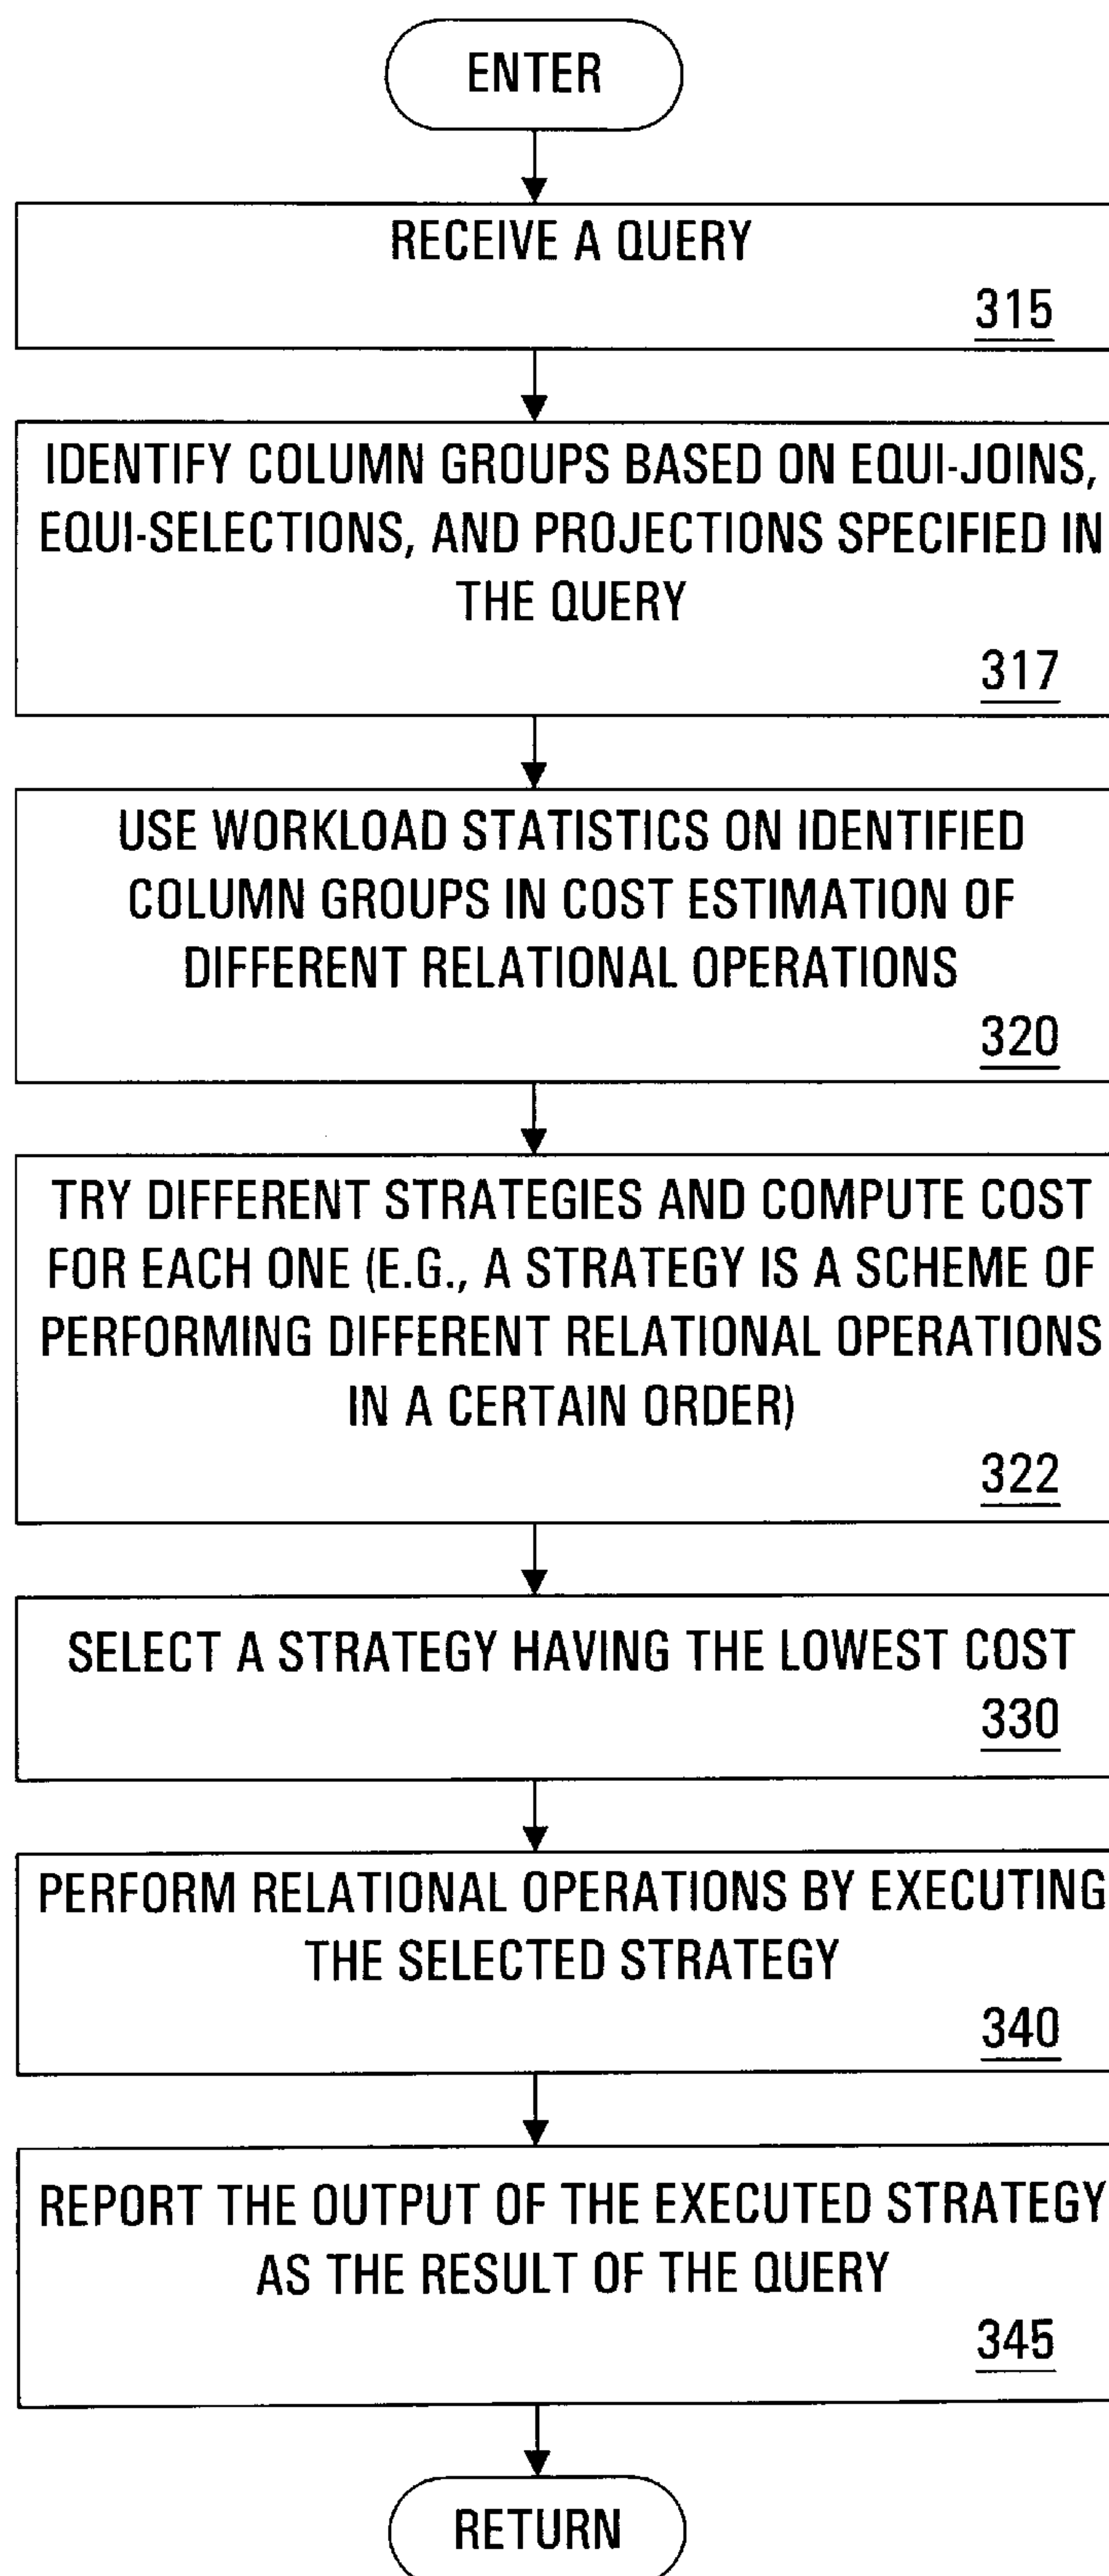 ENTER
RECEIVE A QUERY
315
IDENTIFY COLUMN GROUPS BASED ON EQUI-JOINS,
EQUI-SELECTIONS, AND PROJECTIONS SPECIFIED IN
THE QUERY
317
USE WORKLOAD STATISTICS ON IDENTIFIED
COLUMN GROUPS IN COST ESTIMATION OF
DIFFERENT RELATIONAL OPERATIONS
320
TRY DIFFERENT STRATEGIES AND COMPUTE COST
FOR EACH ONE (E.G., A STRATEGY IS A SCHEME OF
PERFORMING DIFFERENT RELATIONAL OPERATIONS
IN A CERTAIN ORDER)
322
SELECT A STRATEGY HAVING THE LOWEST COST
330
PERFORM RELATIONAL OPERATIONS BY EXECUTING
THE SELECTED STRATEGY
340
REPORT THE OUTPUT OF THE EXECUTED STRATEGY
AS THE RESULT OF THE QUERY
345
RETURN